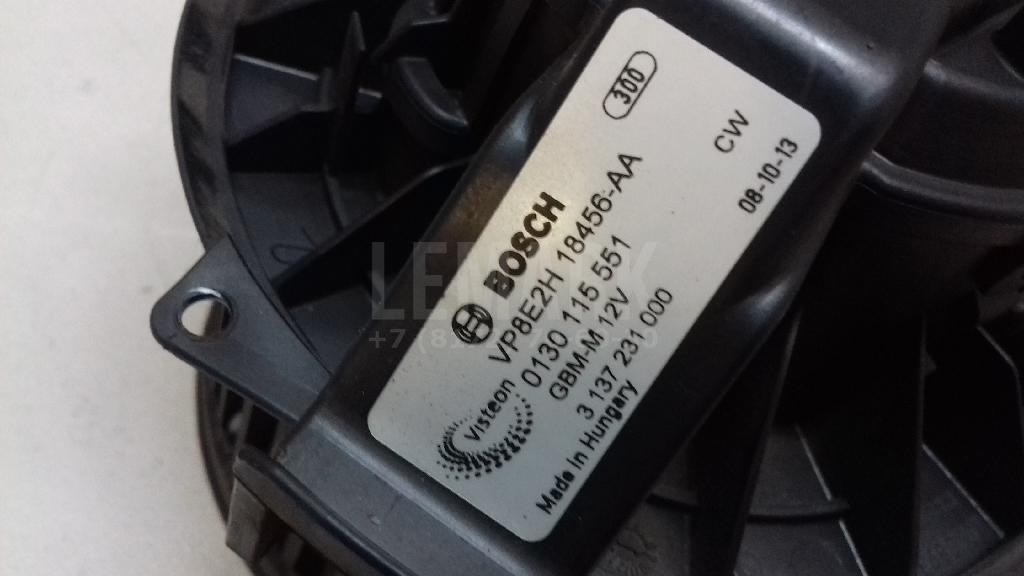 300
CW
08-10-13
BOSCH
VP8E2H 18456-AA
0130 115 551
GBM-M 12V
3 137 231 000
Made in Hungary
Visteon